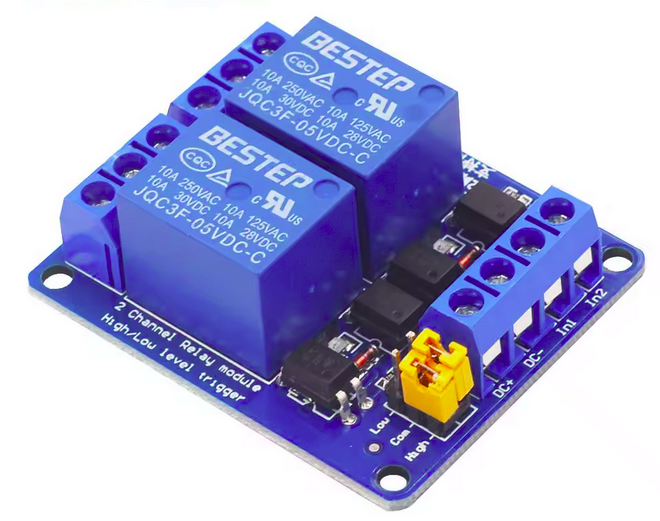 BESTEP
CQC
C US
10A 250VAC 10A 125VAC
10A 30VDC 10A 28VDC
JQC3F-05VDC-C
BESTEP
CQC
C US
10A 250VAC 10A 125VAC
10A 30VDC 10A 28VDC
JQC3F-05VDC-C
2 Channel Relay module
High/Low level trigger
DC+
DC-
In1
In2
Low
Com
High